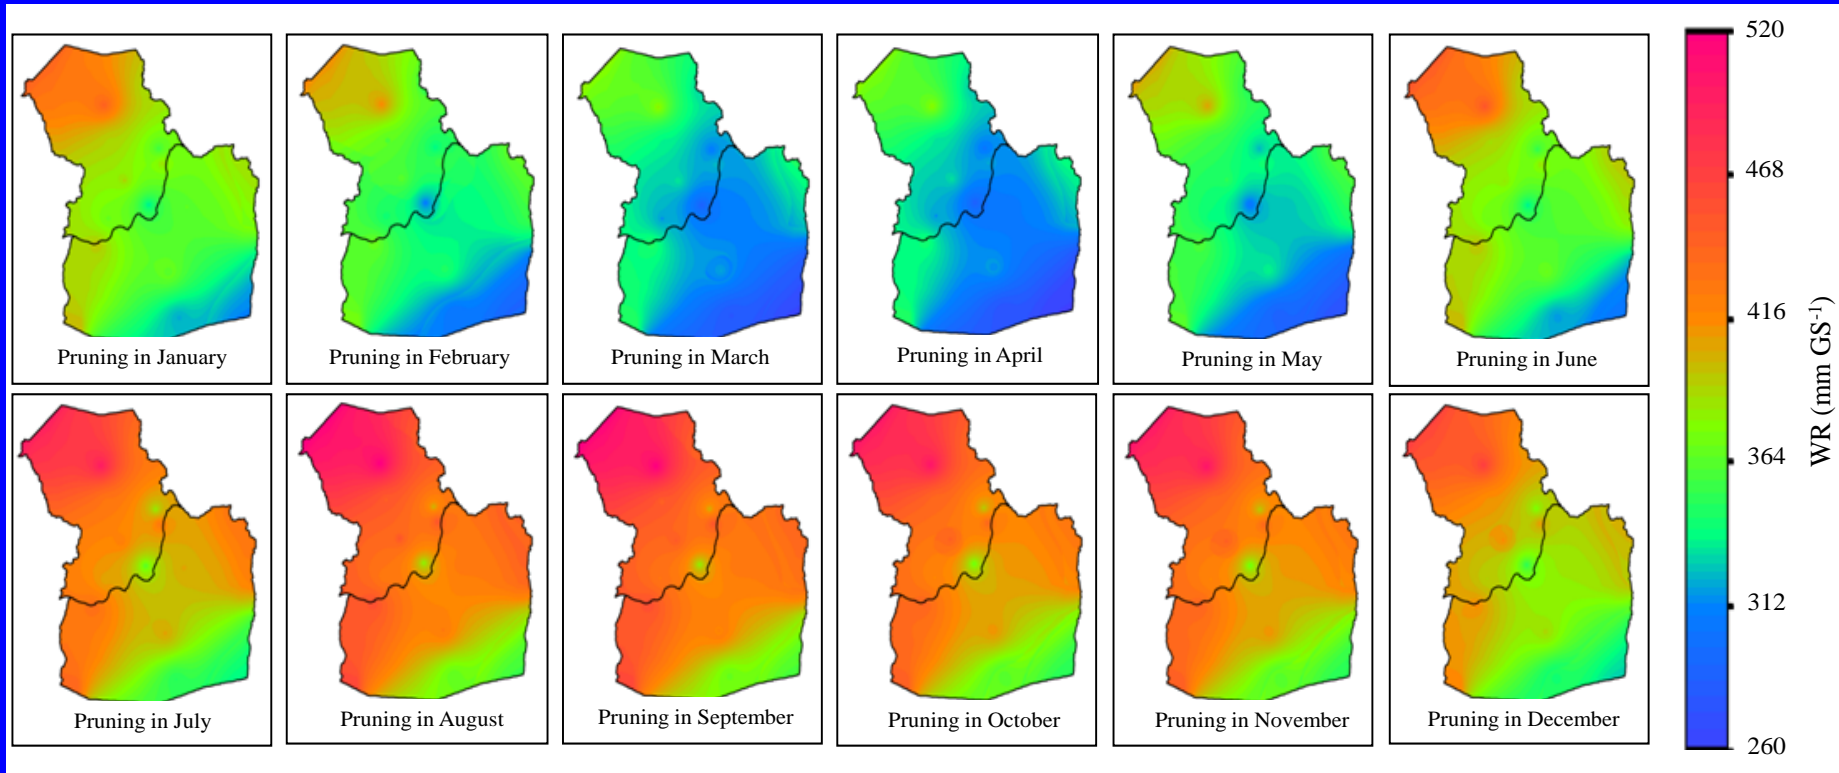 Pruning in January
Pruning in February
Pruning in March
Pruning in April
Pruning in May
Pruning in June
Pruning in July
Pruning in August
Pruning in September
Pruning in October
Pruning in November
Pruning in December
520
468
416
364
312
260
WR (mm GS⁻¹)